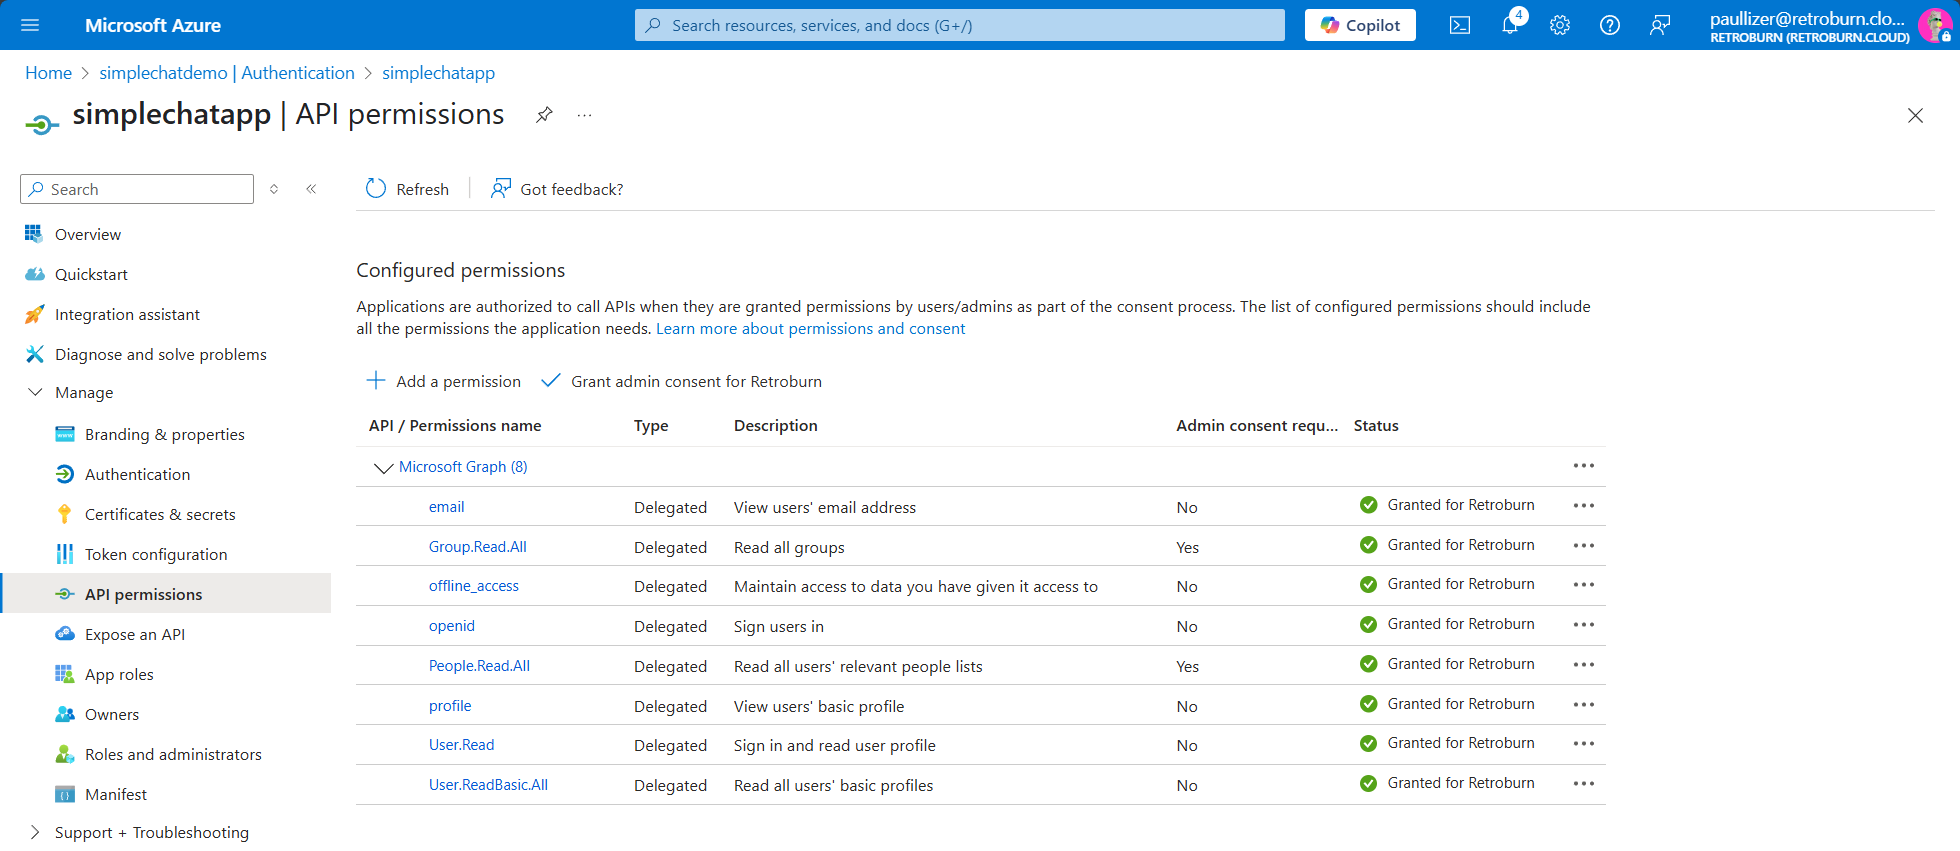 Microsoft Azure
Search resources, services, and docs (G+/)
Copilot
4
paullizer@retroburn.clo...
RETROBURN (RETROBURN.CLOUD)
Home > simplechatdemo | Authentication > simplechatapp
simplechatapp | API permissions
Search
Refresh
Got feedback?
Overview
Quickstart
Integration assistant
Diagnose and solve problems
Manage
Branding & properties
Authentication
Certificates & secrets
Token configuration
API permissions
Expose an API
App roles
Owners
Roles and administrators
Manifest
Support + Troubleshooting
Configured permissions
Applications are authorized to call APIs when they are granted permissions by users/admins as part of the consent process. The list of configured permissions should include
all the permissions the application needs. Learn more about permissions and consent
Add a permission
Grant admin consent for Retroburn
API / Permissions name Type Description Admin consent requ... Status
Microsoft Graph (8)
email Delegated View users' email address No Granted for Retroburn
Group.Read.All Delegated Read all groups Yes Granted for Retroburn
offline_access Delegated Maintain access to data you have given it access to No Granted for Retroburn
openid Delegated Sign users in No Granted for Retroburn
People.Read.All Delegated Read all users' relevant people lists Yes Granted for Retroburn
profile Delegated View users' basic profile No Granted for Retroburn
User.Read Delegated Sign in and read user profile No Granted for Retroburn
User.ReadBasic.All Delegated Read all users' basic profiles No Granted for Retroburn